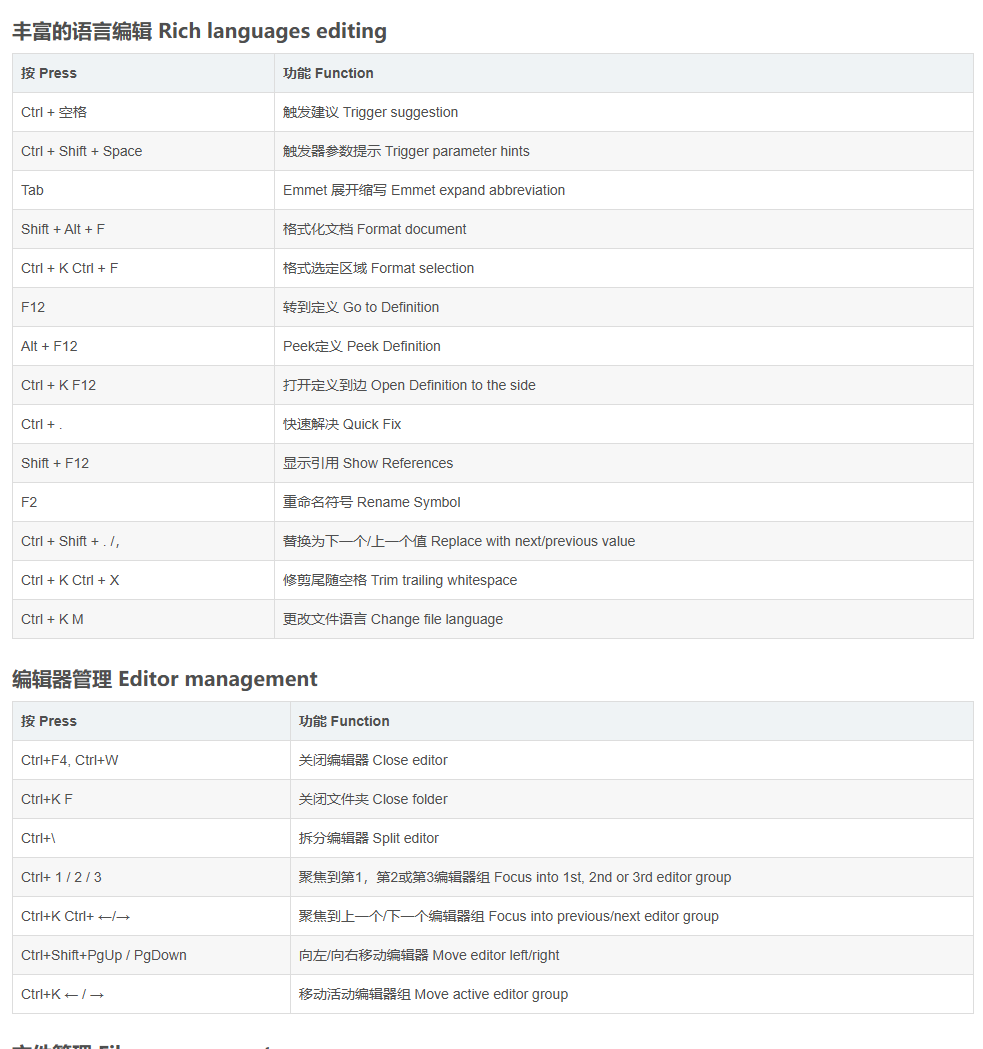 丰富的语言编辑 Rich languages editing
按 Press 功能 Function
Ctrl + 空格 触发建议 Trigger suggestion
Ctrl + Shift + Space 触发器参数提示 Trigger parameter hints
Tab Emmet 展开缩写 Emmet expand abbreviation
Shift + Alt + F 格式化文档 Format document
Ctrl + K Ctrl + F 格式选定区域 Format selection
F12 转到定义 Go to Definition
Alt + F12 Peek定义 Peek Definition
Ctrl + K F12 打开定义到边 Open Definition to the side
Ctrl + . 快速解决 Quick Fix
Shift + F12 显示引用 Show References
F2 重命名符号 Rename Symbol
Ctrl + Shift + . /, 替换为下一个/上一个值 Replace with next/previous value
Ctrl + K Ctrl + X 修剪尾随空格 Trim trailing whitespace
Ctrl + K M 更改文件语言 Change file language
编辑器管理 Editor management
按 Press 功能 Function
Ctrl+F4, Ctrl+W 关闭编辑器 Close editor
Ctrl+K F 关闭文件夹 Close folder
Ctrl+\ 拆分编辑器 Split editor
Ctrl+ 1 / 2 / 3 聚焦到第1，第2或第3编辑器组 Focus into 1st, 2nd or 3rd editor group
Ctrl+K Ctrl+ ←/→ 聚焦到上一个/下一个编辑器组 Focus into previous/next editor group
Ctrl+Shift+PgUp / PgDown 向左/向右移动编辑器 Move editor left/right
Ctrl+K ← / → 移动活动编辑器组 Move active editor group